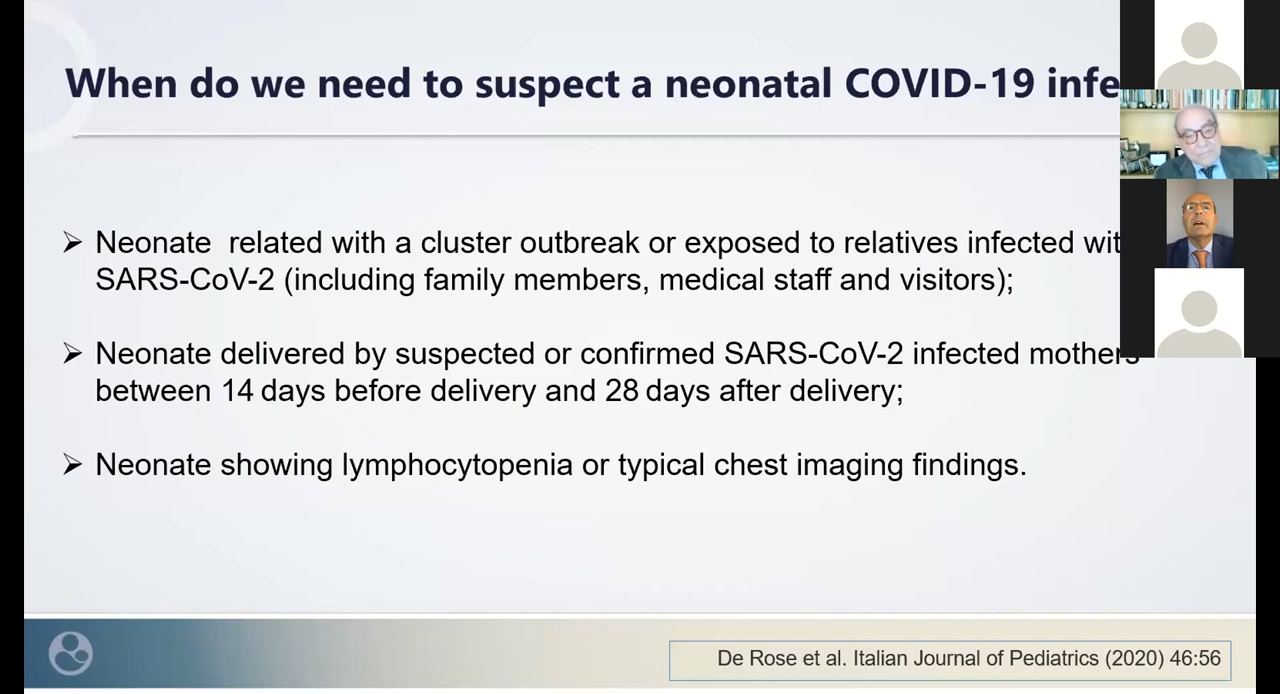 When do we need to suspect a neonatal COVID-19 infe
➢ Neonate  related with a cluster outbreak or exposed to relatives infected wit
SARS-CoV-2 (including family members, medical staff and visitors);
➢ Neonate delivered by suspected or confirmed SARS-CoV-2 infected mothers
between 14 days before delivery and 28 days after delivery;
➢ Neonate showing lymphocytopenia or typical chest imaging findings.
De Rose et al. Italian Journal of Pediatrics (2020) 46:56